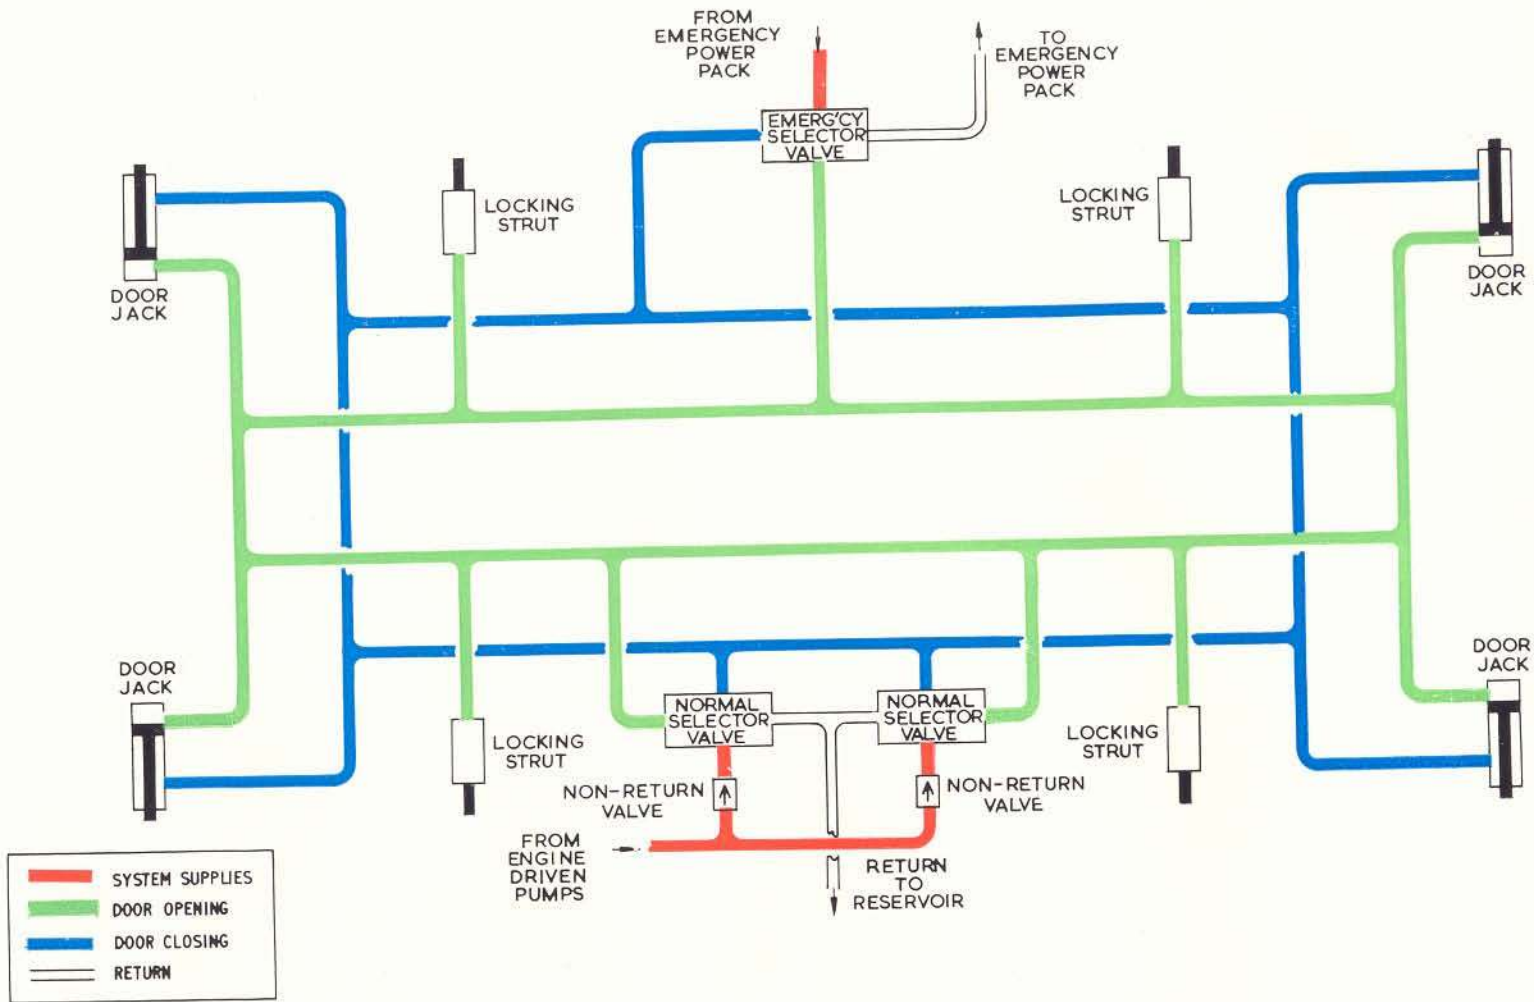 FROM
EMERGENCY
POWER
PACK
TO
EMERGENCY
POWER
PACK
EMERG'CY
SELECTOR
VALVE
LOCKING
STRUT
LOCKING
STRUT
DOOR
JACK
DOOR
JACK
DOOR
JACK
DOOR
JACK
LOCKING
STRUT
NORMAL
SELECTOR
VALVE
NORMAL
SELECTOR
VALVE
LOCKING
STRUT
NON-RETURN
VALVE
NON-RETURN
VALVE
FROM
ENGINE
DRIVEN
PUMPS
RETURN
TO
RESERVOIR
SYSTEM SUPPLIES
DOOR OPENING
DOOR CLOSING
RETURN